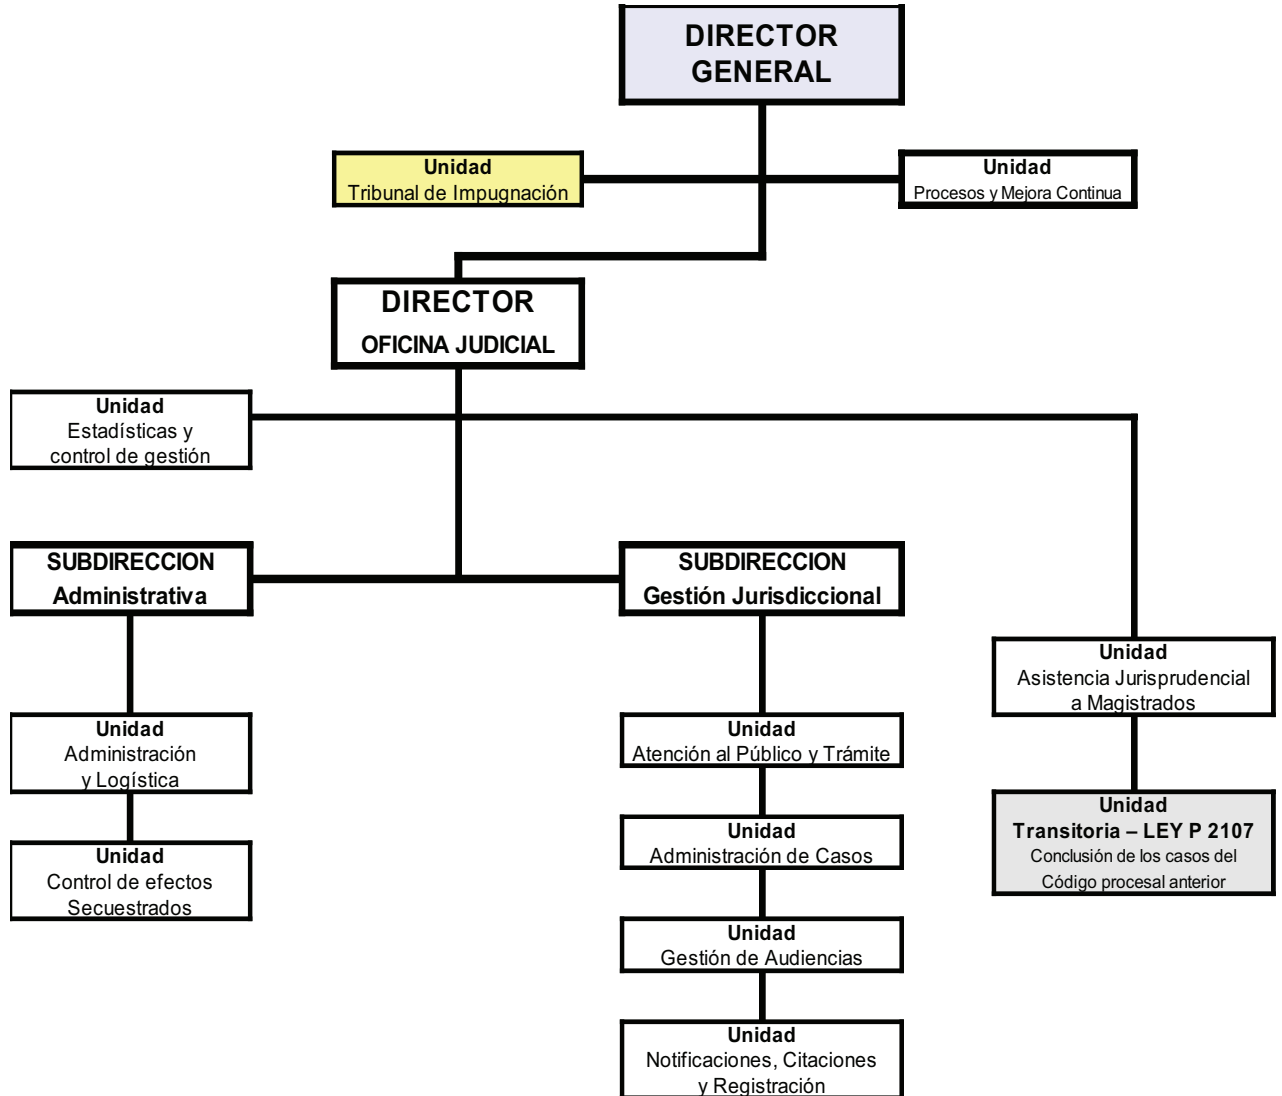 DIRECTOR
GENERAL
Unidad
Tribunal de Impugnación
Unidad
Procesos y Mejora Continua
DIRECTOR
OFICINA JUDICIAL
Unidad
Estadísticas y
control de gestión
SUBDIRECCION
Administrativa
SUBDIRECCION
Gestión Jurisdiccional
Unidad
Asistencia Jurisprudencial
a Magistrados
Unidad
Administración
y Logística
Unidad
Atención al Público y Trámite
Unidad
Transitoria – LEY P 2107
Conclusión de los casos del
Código procesal anterior
Unidad
Administración de Casos
Unidad
Control de efectos
Secuestrados
Unidad
Gestión de Audiencias
Unidad
Notificaciones, Citaciones
y Registración